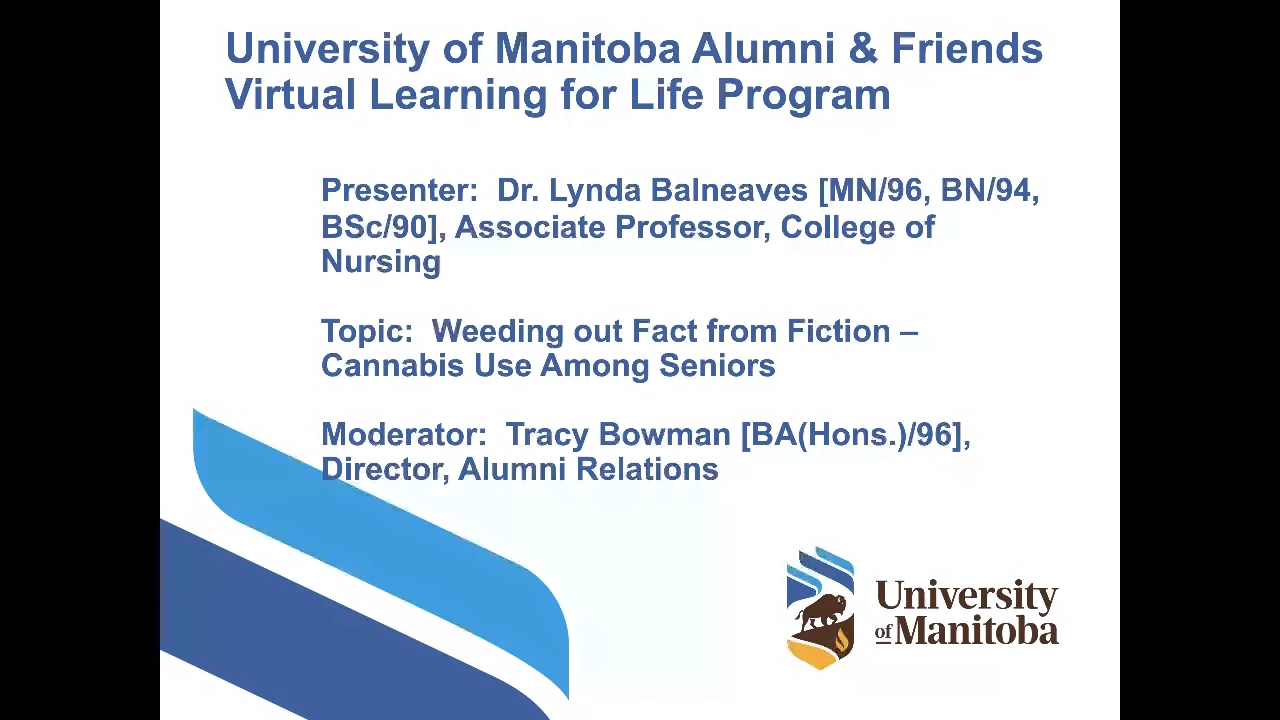 University of Manitoba Alumni & Friends
Virtual Learning for Life Program
Presenter:  Dr. Lynda Balneaves [MN/96, BN/94,
BSc/90], Associate Professor, College of
Nursing
Topic:  Weeding out Fact from Fiction –
Cannabis Use Among Seniors
Moderator:  Tracy Bowman [BA(Hons.)/96],
Director, Alumni Relations
University
of Manitoba